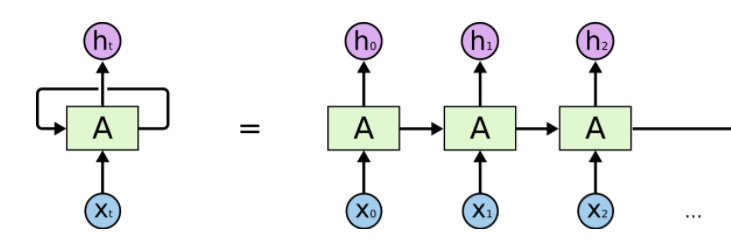 hₜ h₀ h₁ h₂
A = A A A
xₜ x₀ x₁ x₂ ...